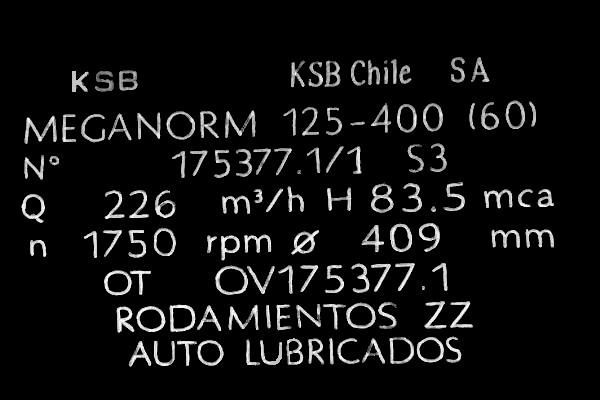 KSB KSB Chile SA
MEGANORM 125-400 (60)
N° 175377.1/1 S3
Q 226 m³/h H 83.5 mca
n 1750 rpm ø 409 mm
OT OV175377.1
RODAMIENTOS ZZ
AUTO LUBRICADOS